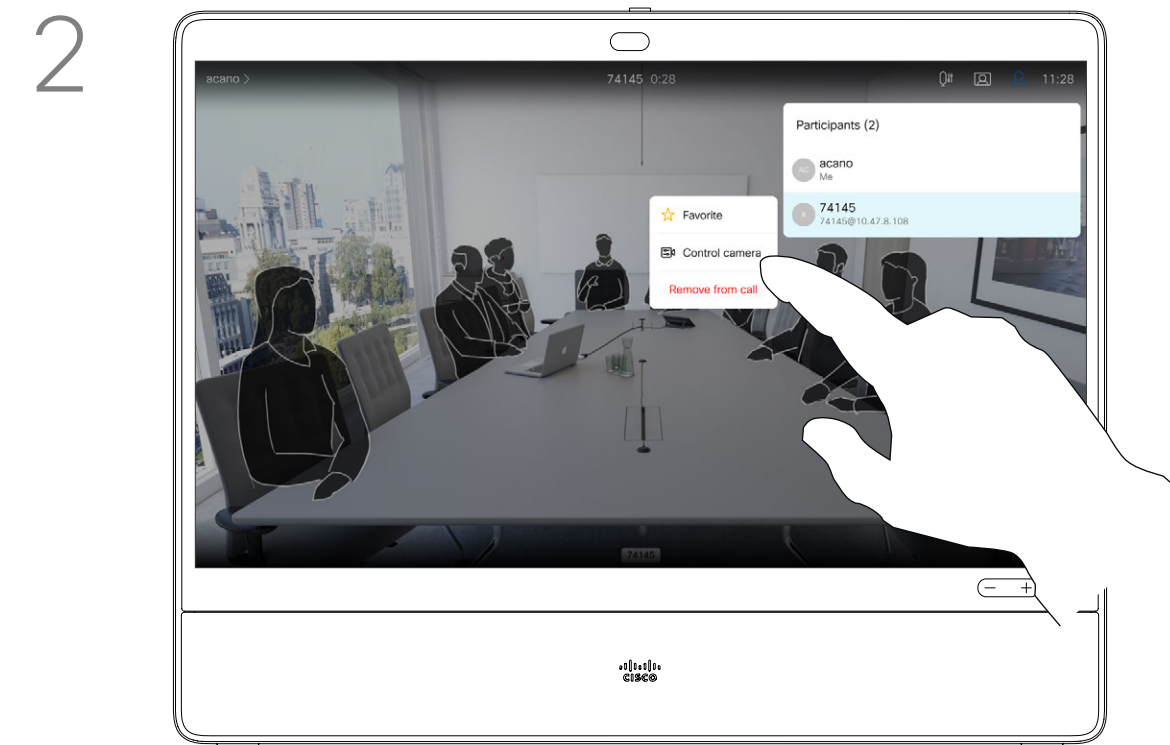 2
acano >
74145 0:28
11:28
Participants (2)
AC
acano
Me
74145
74145@10.47.8.108
Favorite
Control camera
Remove from call
74145
− +
CISCO